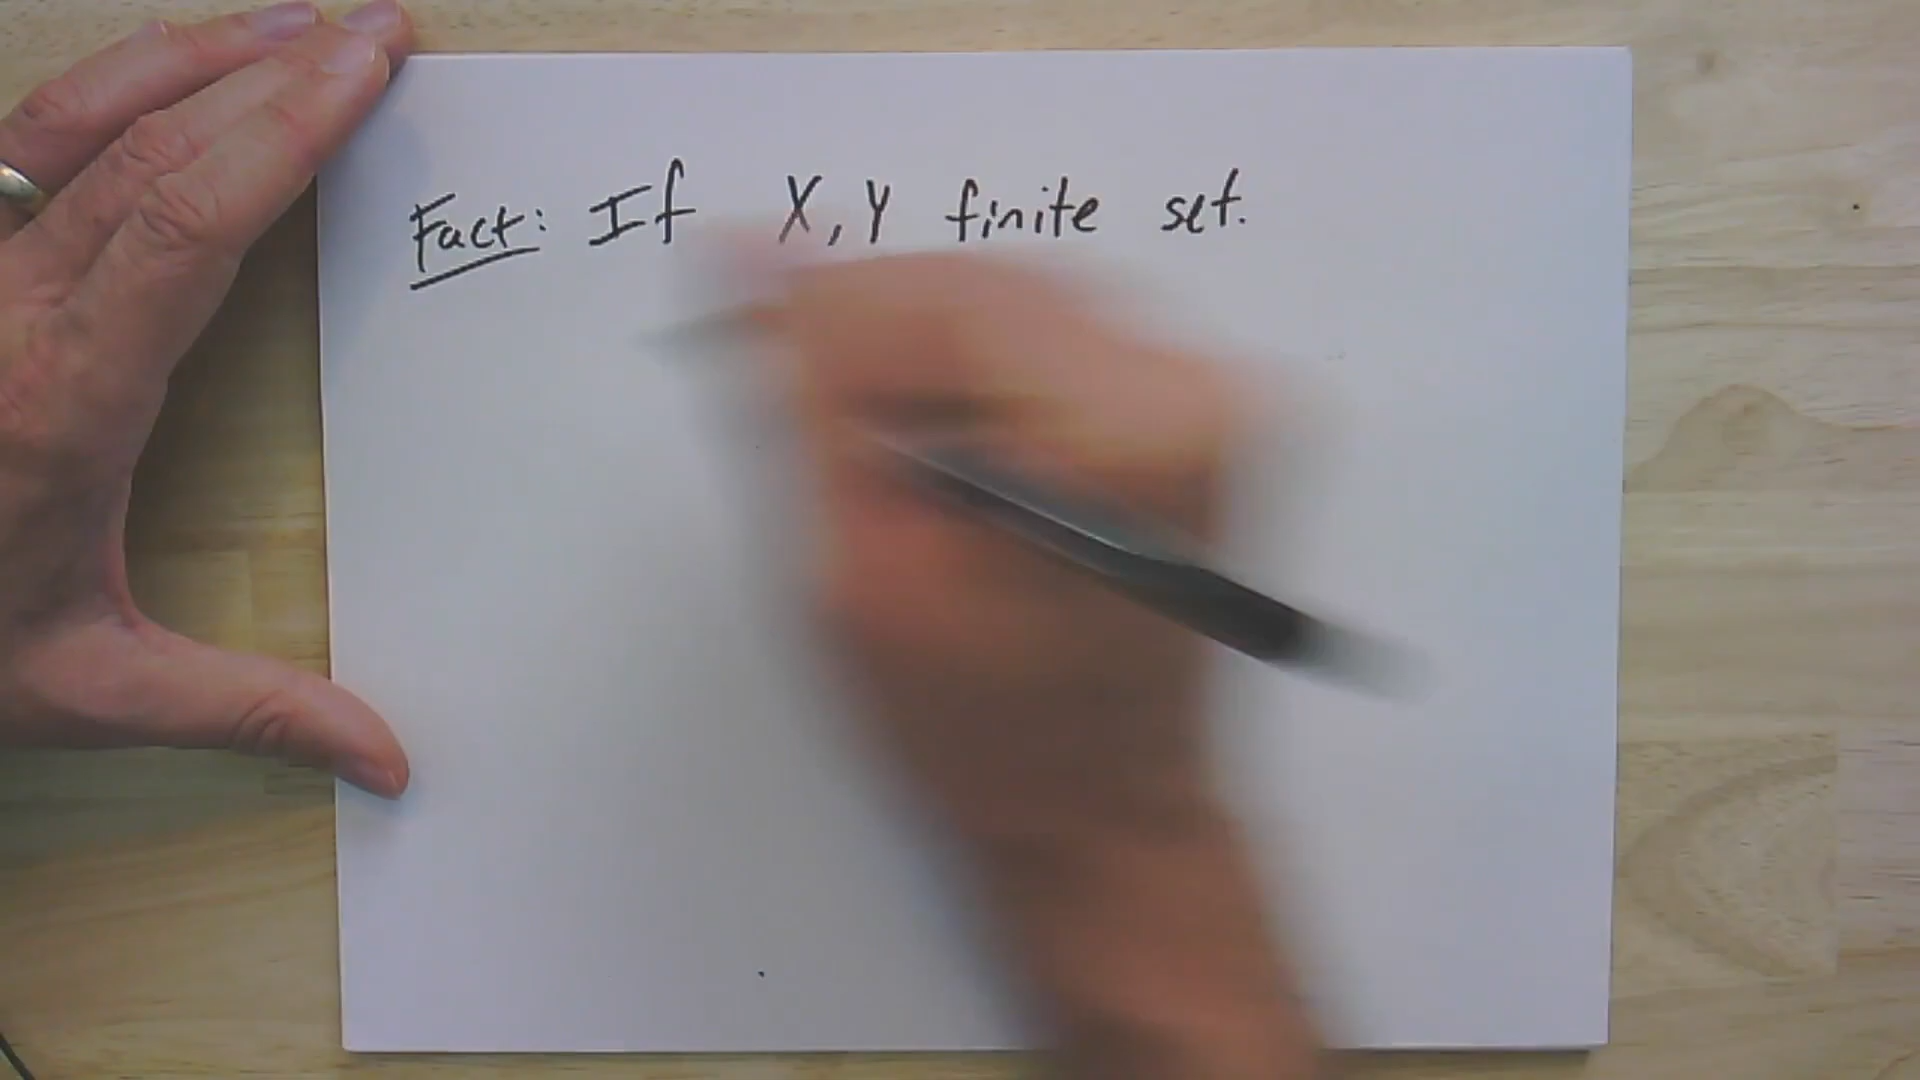 Fact: If X, Y finite set.